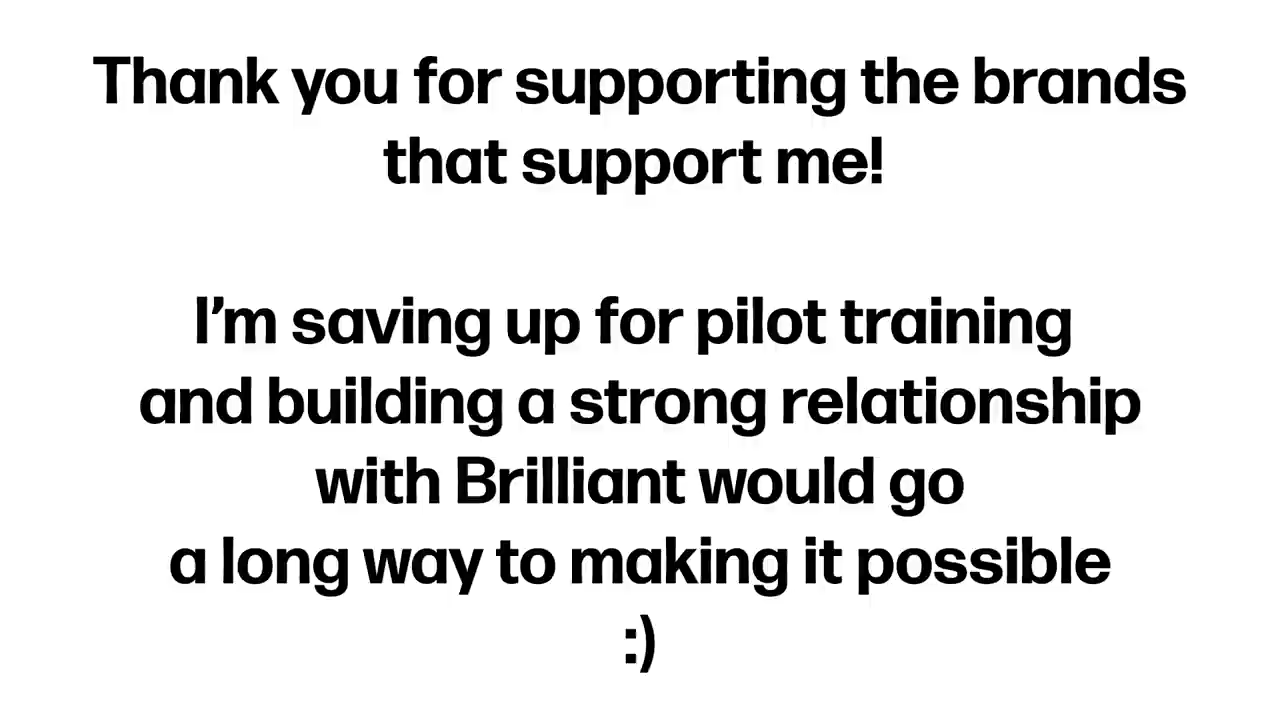 Thank you for supporting the brands
that support me!
I’m saving up for pilot training
and building a strong relationship
with Brilliant would go
a long way to making it possible
:)